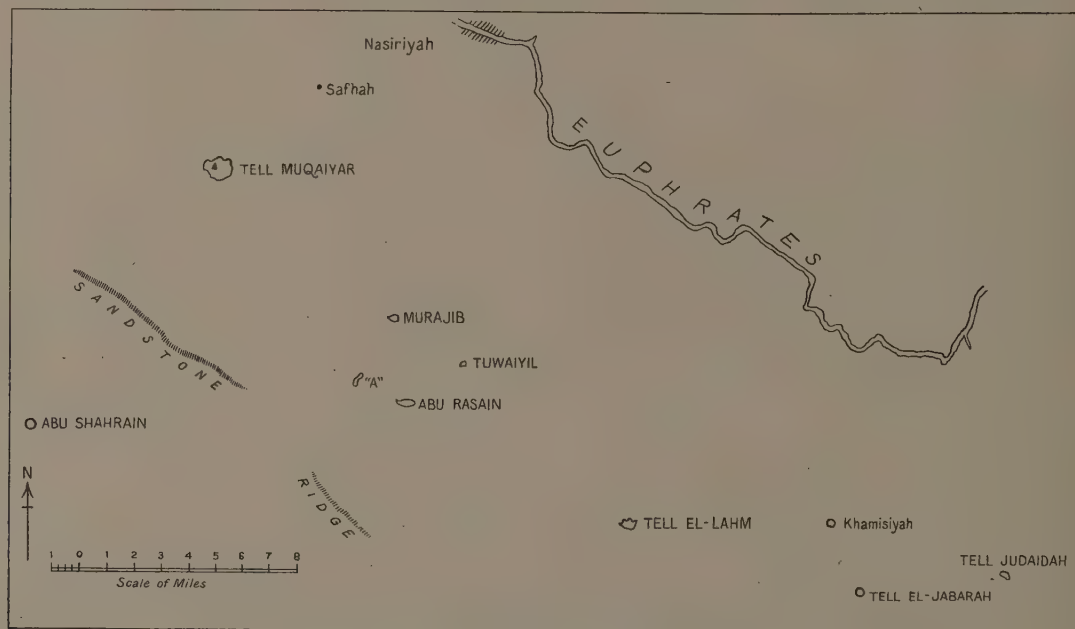 Nasiriyah
Safhah
EUPHRATES
TELL MUQAIYAR
SANDSTONE
MURAJIB
TUWAIYIL
"A"
ABU RASAIN
ABU SHAHRAIN
N
RIDGE
TELL EL-LAHM
Khamisiyah
1 0 1 2 3 4 5 6 7 8
Scale of Miles
TELL JUDAIDAH
TELL EL-JABARAH